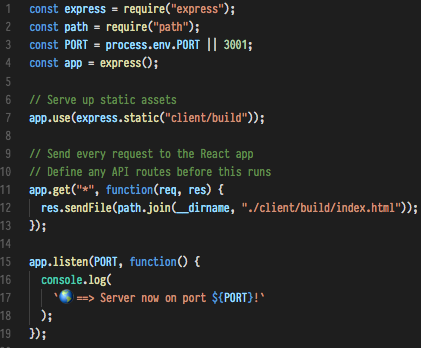 1 const express = require("express");
2 const path = require("path");
3 const PORT = process.env.PORT || 3001;
4 const app = express();
5
6 // Serve up static assets
7 app.use(express.static("client/build"));
8
9 // Send every request to the React app
10 // Define any API routes before this runs
11 app.get("*", function(req, res) {
12   res.sendFile(path.join(__dirname, "./client/build/index.html"));
13 });
14
15 app.listen(PORT, function() {
16   console.log(
17     `🌎 ==> Server now on port ${PORT}!`
18   );
19 });